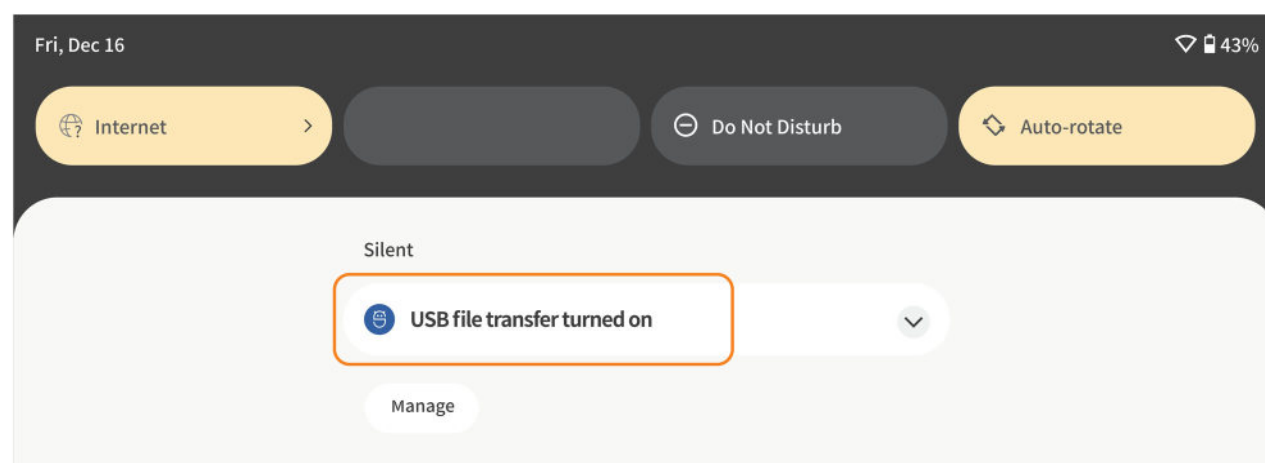 Fri, Dec 16 43%
Internet Do Not Disturb Auto-rotate
Silent
USB file transfer turned on
Manage